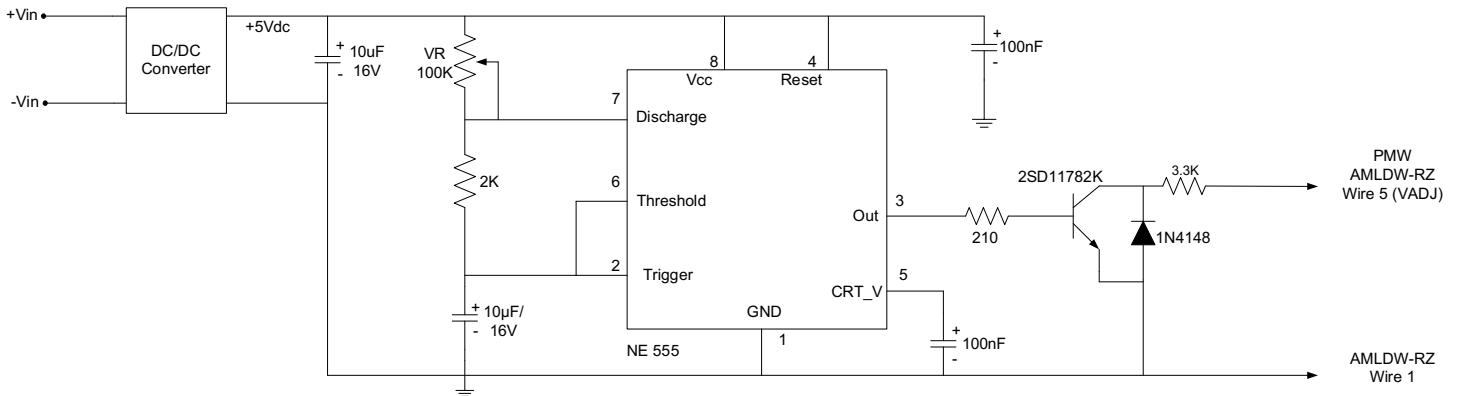 +Vin
-Vin
DC/DC
Converter
+5Vdc
+
10uF
-
16V
VR
100K
2K
+
10µF/
-
16V
7
Discharge
6
Threshold
2
Trigger
8
Vcc
4
Reset
Out
3
5
CRT_V
GND
1
NE 555
+
100nF
-
+
100nF
-
210
2SD11782K
3.3K
1N4148
PMW
AMLDW-RZ
Wire 5 (VADJ)
AMLDW-RZ
Wire 1